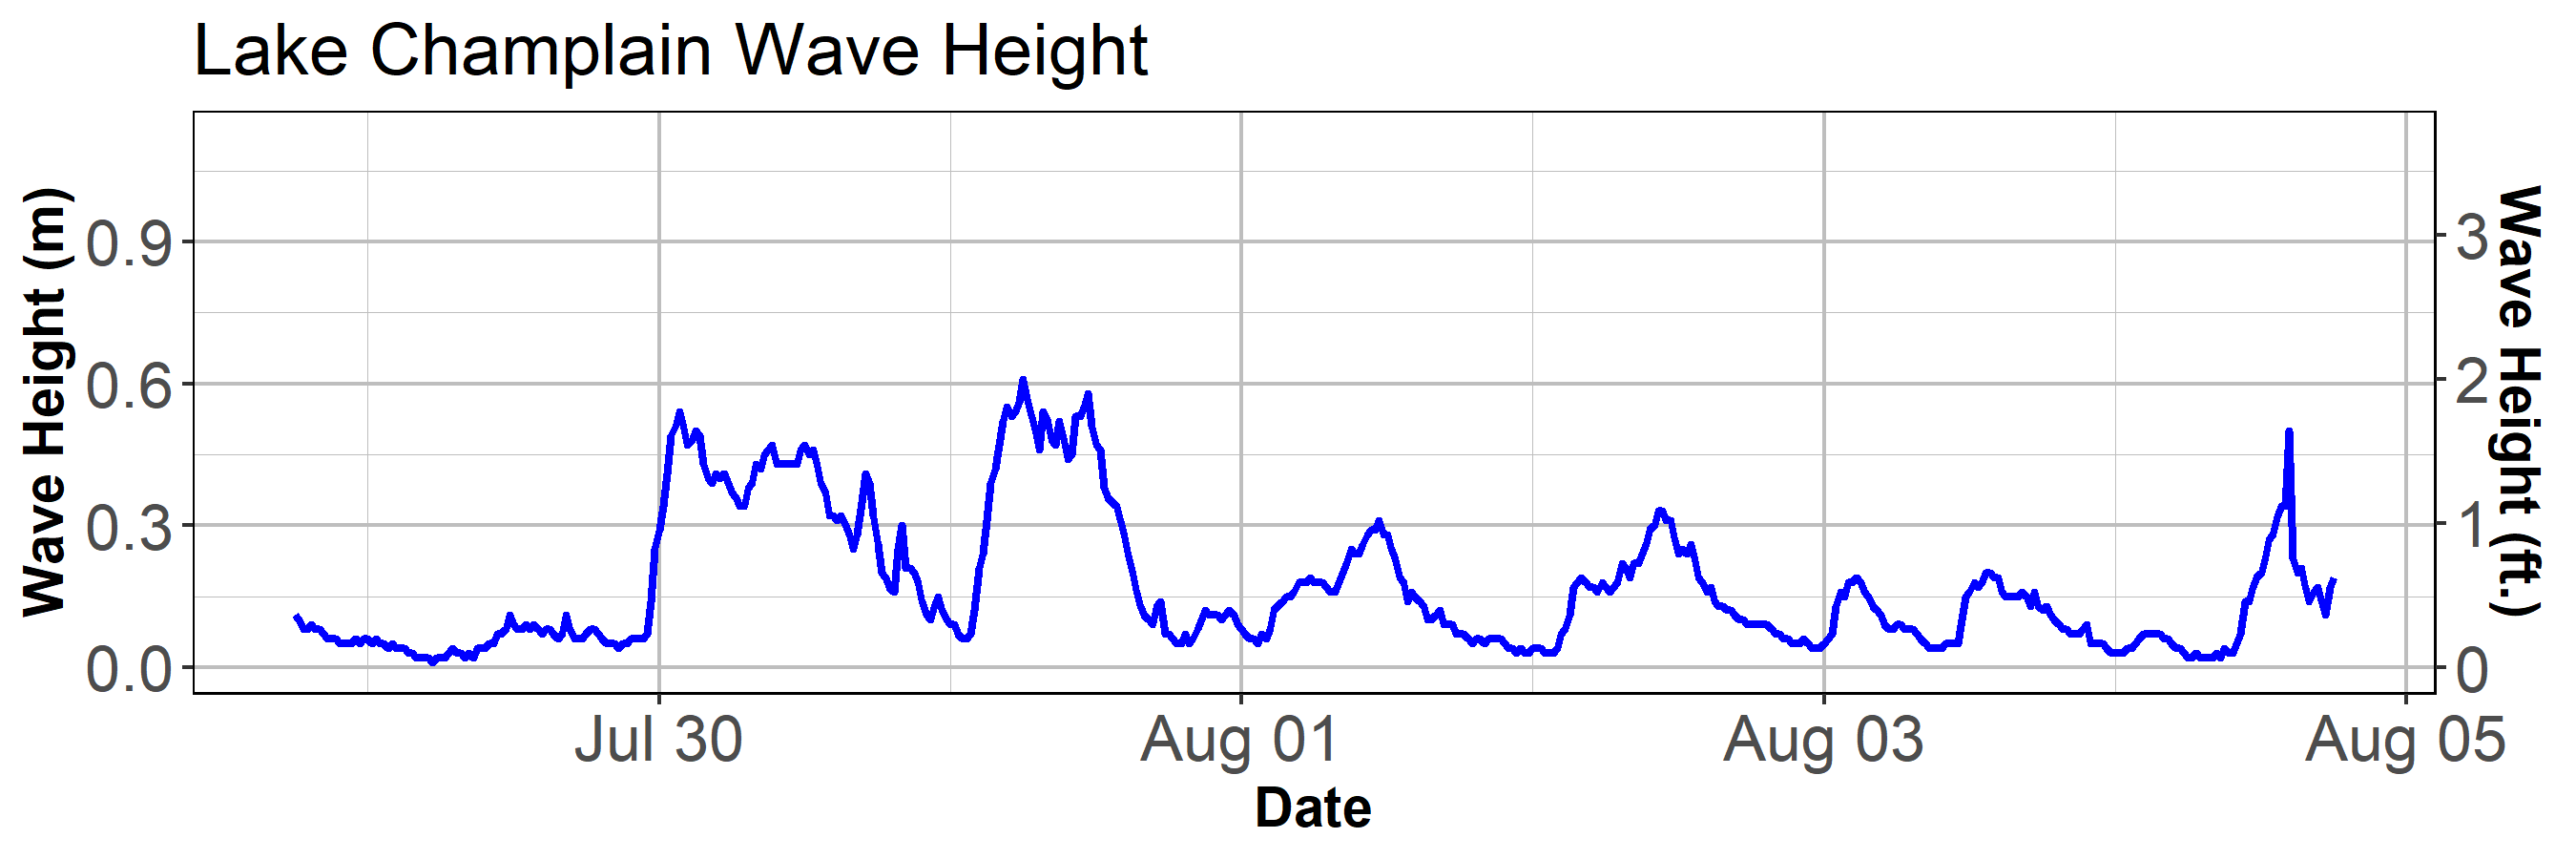 Lake Champlain Wave Height
Wave Height (m)
0.9
0.6
0.3
0.0
3
2
1
0
Wave Height (ft.)
Jul 30
Aug 01
Aug 03
Aug 05
Date